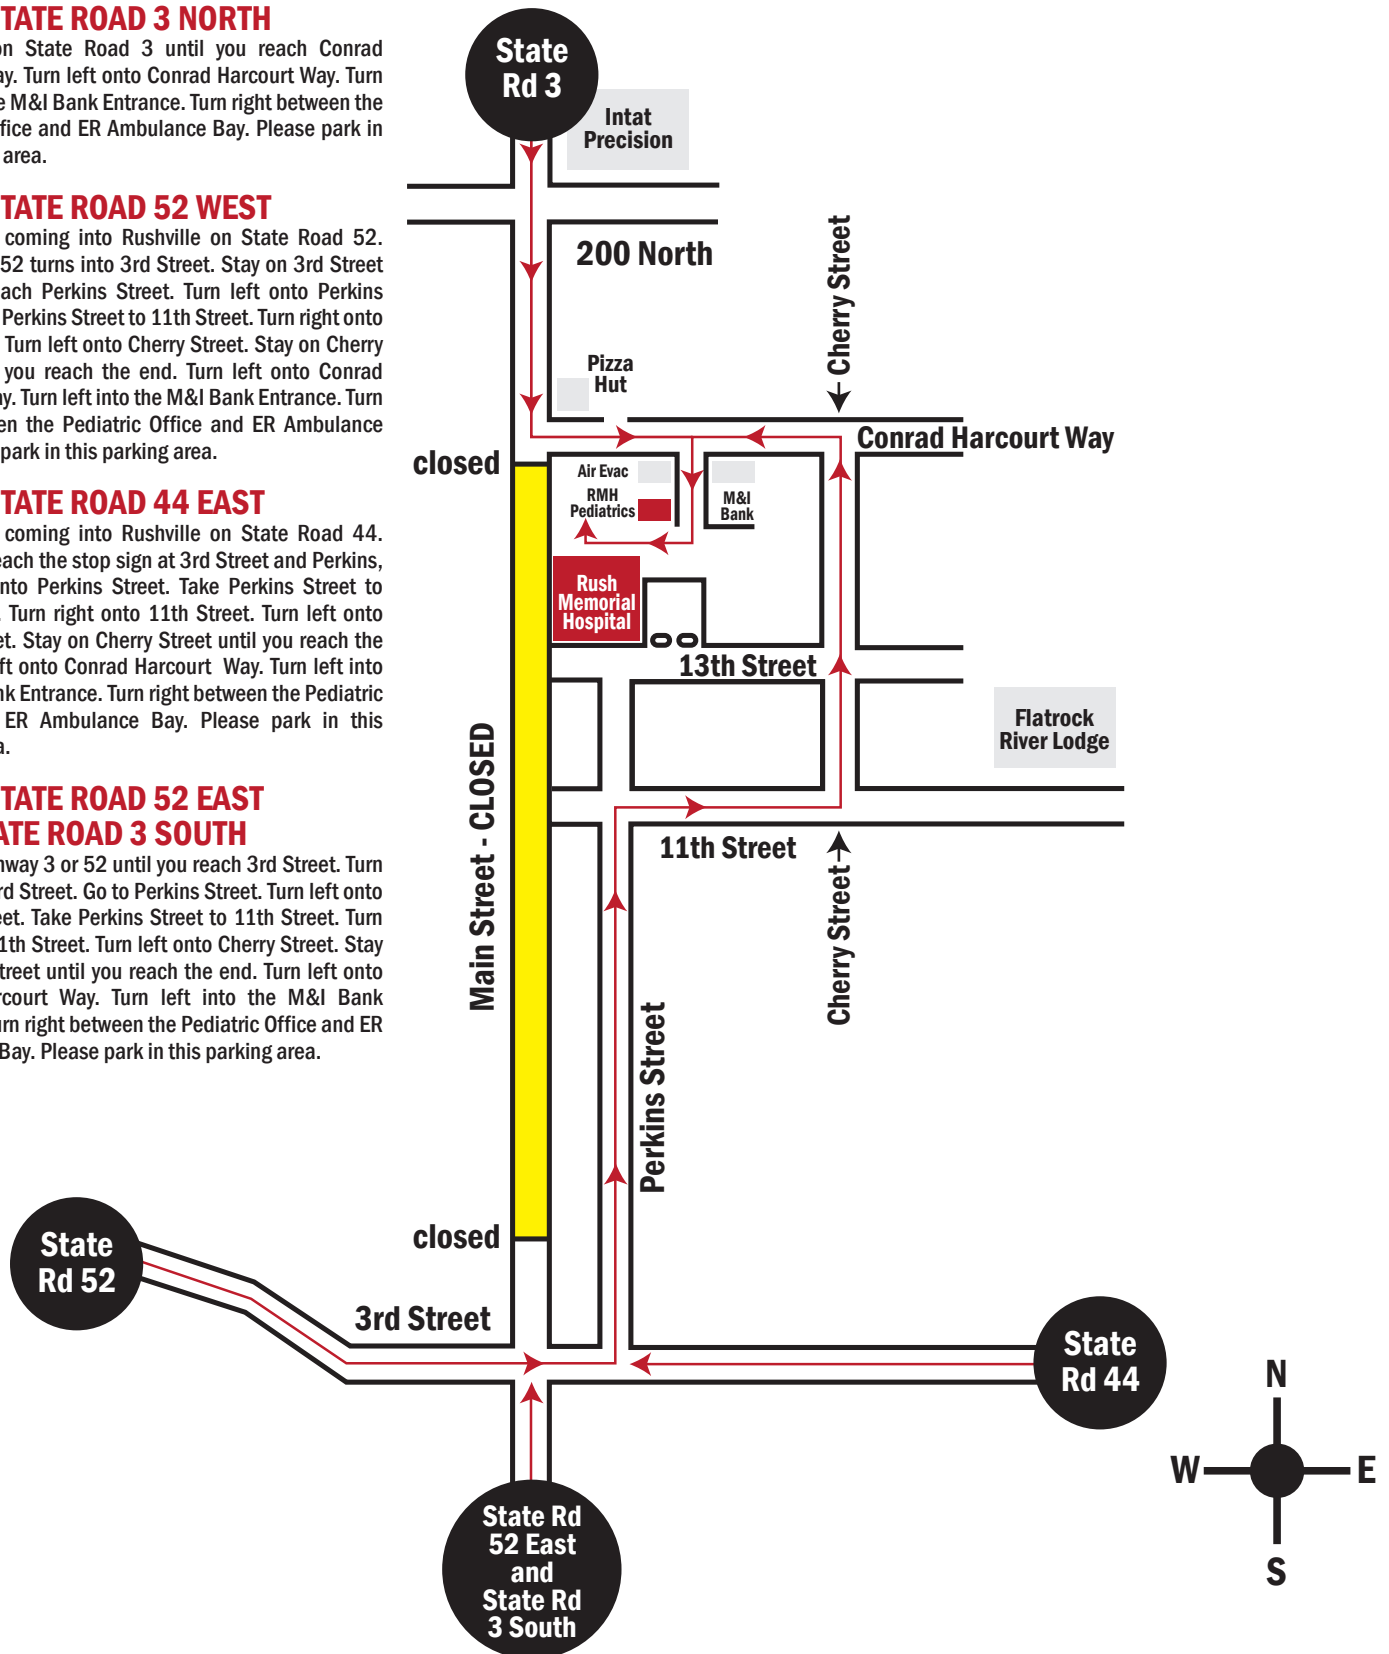 TATE ROAD 3 NORTH
on State Road 3 until you reach Conrad
ay. Turn left onto Conrad Harcourt Way. Turn
e M&I Bank Entrance. Turn right between the
ffice and ER Ambulance Bay. Please park in
area.
TATE ROAD 52 WEST
coming into Rushville on State Road 52.
52 turns into 3rd Street. Stay on 3rd Street
ach Perkins Street. Turn left onto Perkins
Perkins Street to 11th Street. Turn right onto
Turn left onto Cherry Street. Stay on Cherry
you reach the end. Turn left onto Conrad
ay. Turn left into the M&I Bank Entrance. Turn
en the Pediatric Office and ER Ambulance
park in this parking area.
TATE ROAD 44 EAST
coming into Rushville on State Road 44.
each the stop sign at 3rd Street and Perkins,
nto Perkins Street. Take Perkins Street to
. Turn right onto 11th Street. Turn left onto
et. Stay on Cherry Street until you reach the
ft onto Conrad Harcourt Way. Turn left into
nk Entrance. Turn right between the Pediatric
ER Ambulance Bay. Please park in this
a.
TATE ROAD 52 EAST
ATE ROAD 3 SOUTH
hway 3 or 52 until you reach 3rd Street. Turn
rd Street. Go to Perkins Street. Turn left onto
eet. Take Perkins Street to 11th Street. Turn
1th Street. Turn left onto Cherry Street. Stay
treet until you reach the end. Turn left onto
rcourt Way. Turn left into the M&I Bank
urn right between the Pediatric Office and ER
Bay. Please park in this parking area.
State
Rd 3
Intat
Precision
200 North
Cherry Street
Pizza
Hut
Conrad Harcourt Way
closed
Air Evac
RMH
Pediatrics
M&I
Bank
Rush
Memorial
Hospital
13th Street
Flatrock
River Lodge
Main Street - CLOSED
11th Street
Cherry Street
Perkins Street
closed
State
Rd 52
3rd Street
State
Rd 44
State Rd
52 East
and
State Rd
3 South
N
W
E
S